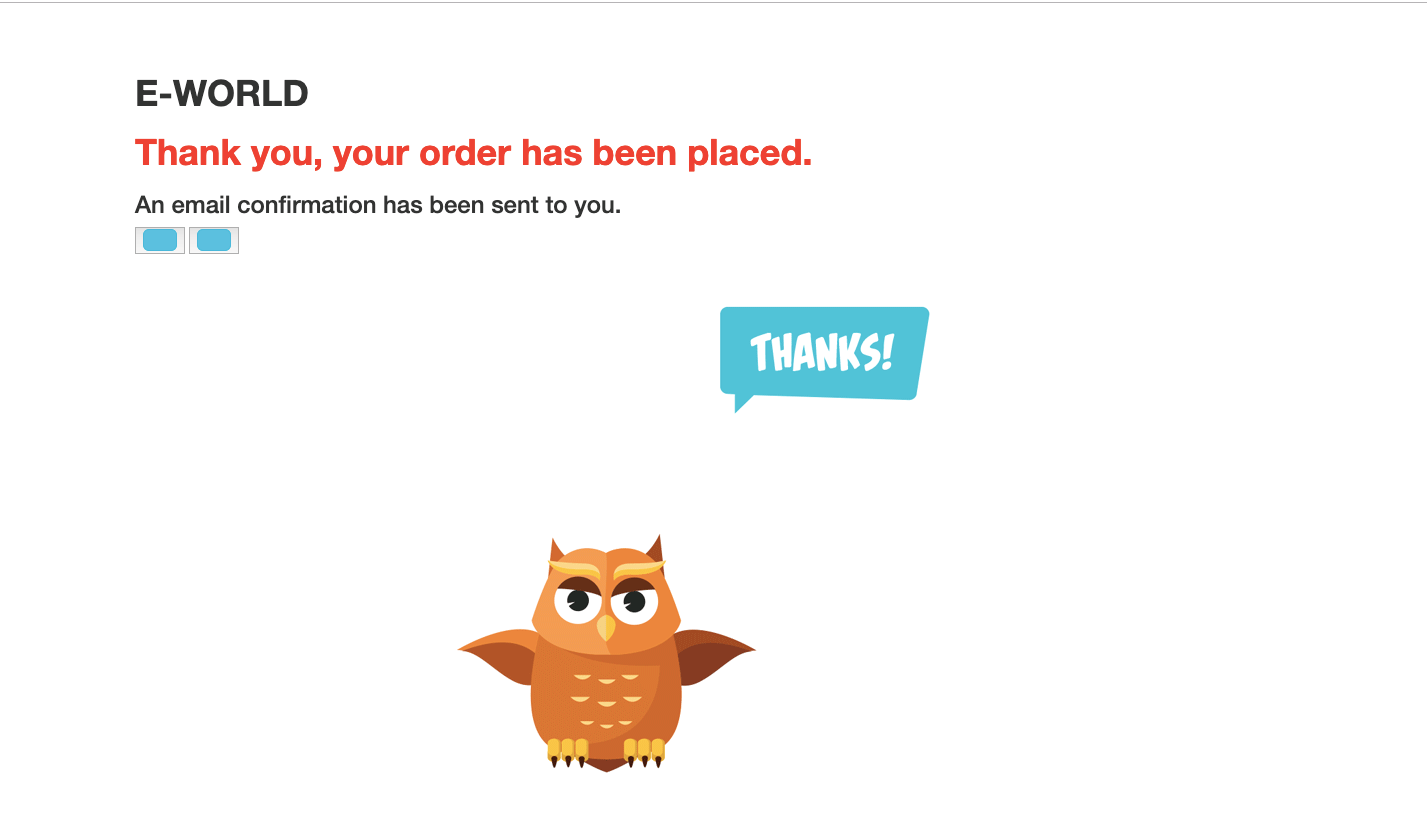 E-WORLD
Thank you, your order has been placed.
An email confirmation has been sent to you.
THANKS!